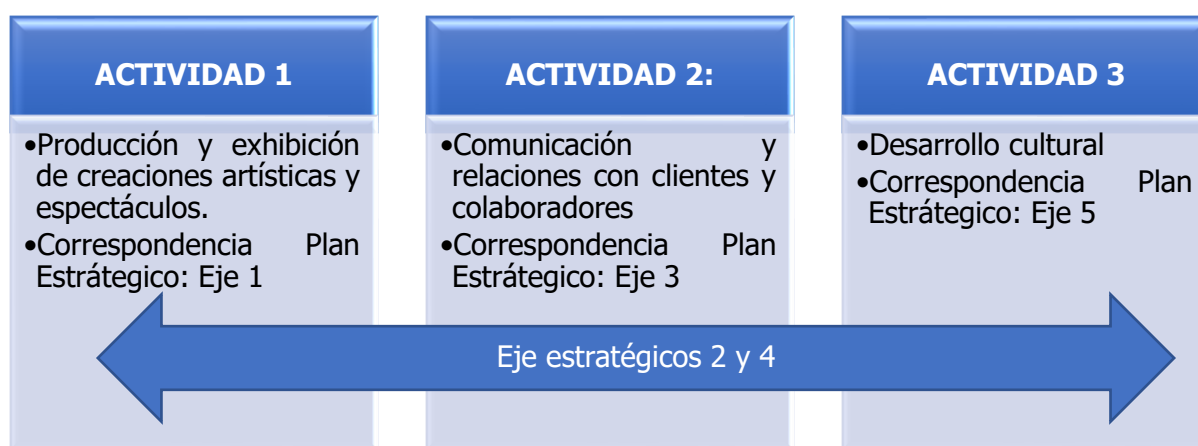 ACTIVIDAD 1
•Producción y exhibición
de creaciones artísticas y
espectáculos.
•Correspondencia Plan
Estrátegico: Eje 1
ACTIVIDAD 2:
•Comunicación y
relaciones con clientes y
colaboradores
•Correspondencia Plan
Estrátegico: Eje 3
ACTIVIDAD 3
•Desarrollo cultural
•Correspondencia Plan
Estrátegico: Eje 5
Eje estratégicos 2 y 4